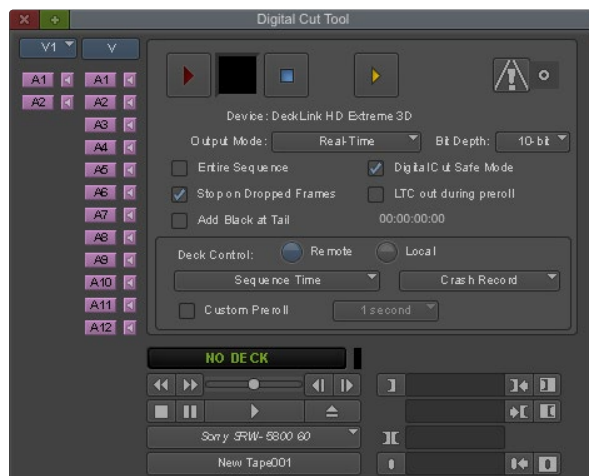 Digital Cut Tool
V1 V
A1 A1
A2 A2
A3
A4
A5
A6
A7
A8
A9
A10
A11
A12
Device: DeckLink HD Extreme 3D
Output Mode: Real-Time Bit Depth: 10-bit
Entire Sequence DigitalCut Safe Mode
Stop on Dropped Frames LTC out during preroll
Add Black at Tail 00:00:00:00
Deck Control: Remote Local
Sequence Time Crash Record
Custom Preroll 1 second
NO DECK
Sony SRW-5800 60
New Tape001